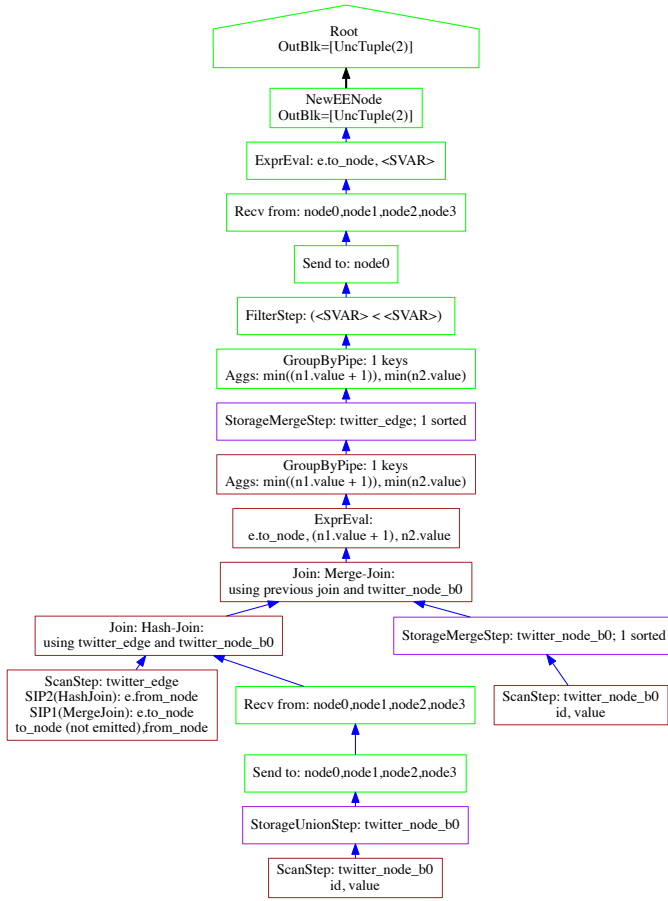 Root
OutBlk=[UncTuple(2)]
NewEENode
OutBlk=[UncTuple(2)]
ExprEval: e.to_node, <SVAR>
Recv from: node0,node1,node2,node3
Send to: node0
FilterStep: (<SVAR> < <SVAR>)
GroupByPipe: 1 keys
Aggs: min((n1.value + 1)), min(n2.value)
StorageMergeStep: twitter_edge; 1 sorted
GroupByPipe: 1 keys
Aggs: min((n1.value + 1)), min(n2.value)
ExprEval:
e.to_node, (n1.value + 1), n2.value
Join: Merge-Join:
using previous join and twitter_node_b0
Join: Hash-Join:
using twitter_edge and twitter_node_b0
StorageMergeStep: twitter_node_b0; 1 sorted
ScanStep: twitter_edge
SIP2(HashJoin): e.from_node
SIP1(MergeJoin): e.to_node
to_node (not emitted),from_node
Recv from: node0,node1,node2,node3
ScanStep: twitter_node_b0
id, value
Send to: node0,node1,node2,node3
StorageUnionStep: twitter_node_b0
ScanStep: twitter_node_b0
id, value